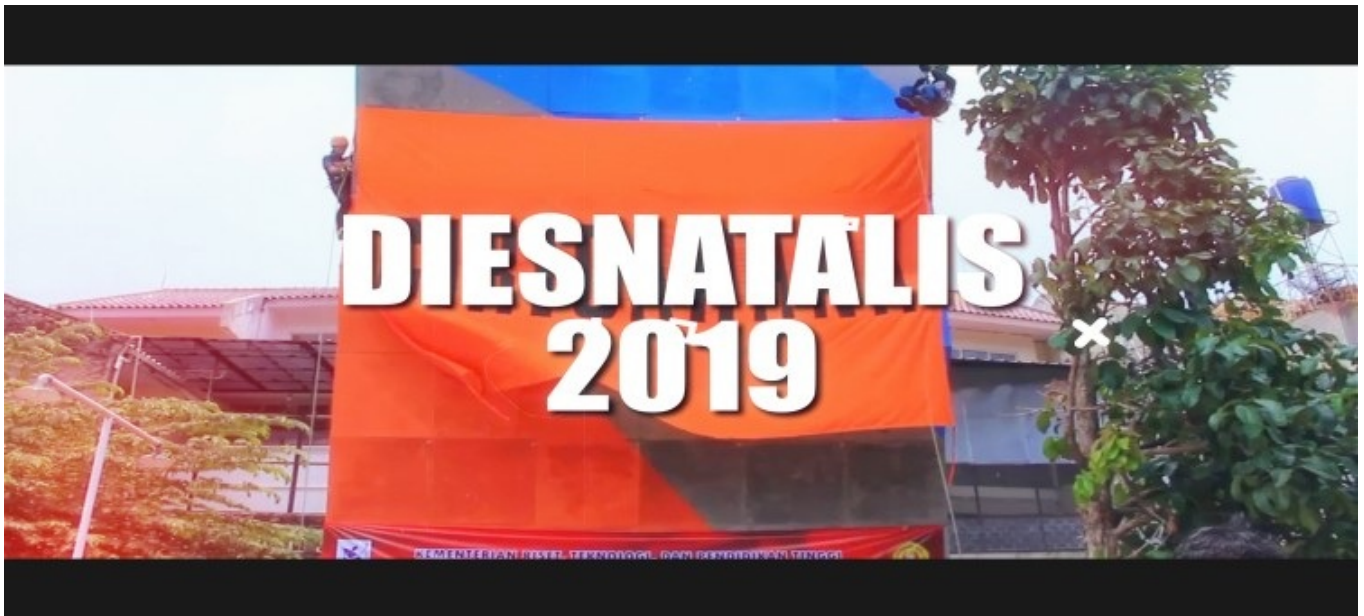 DIESNATALIS
2019
KEMENTERIAN RISET, TEKNOLOGI, DAN PENDIDIKAN TINGGI